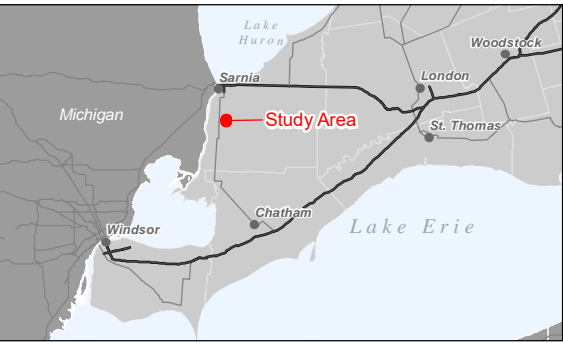 Lake
Huron
Woodstock
Sarnia
London
Michigan
Study Area
St. Thomas
Chatham
Windsor
Lake Erie